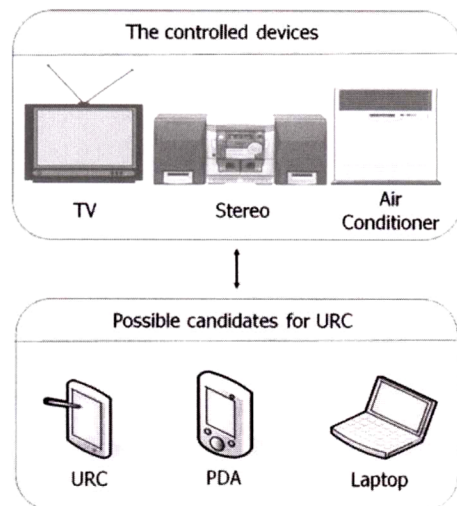 The controlled devices
TV
Stereo
Air
Conditioner
Possible candidates for URC
URC
PDA
Laptop